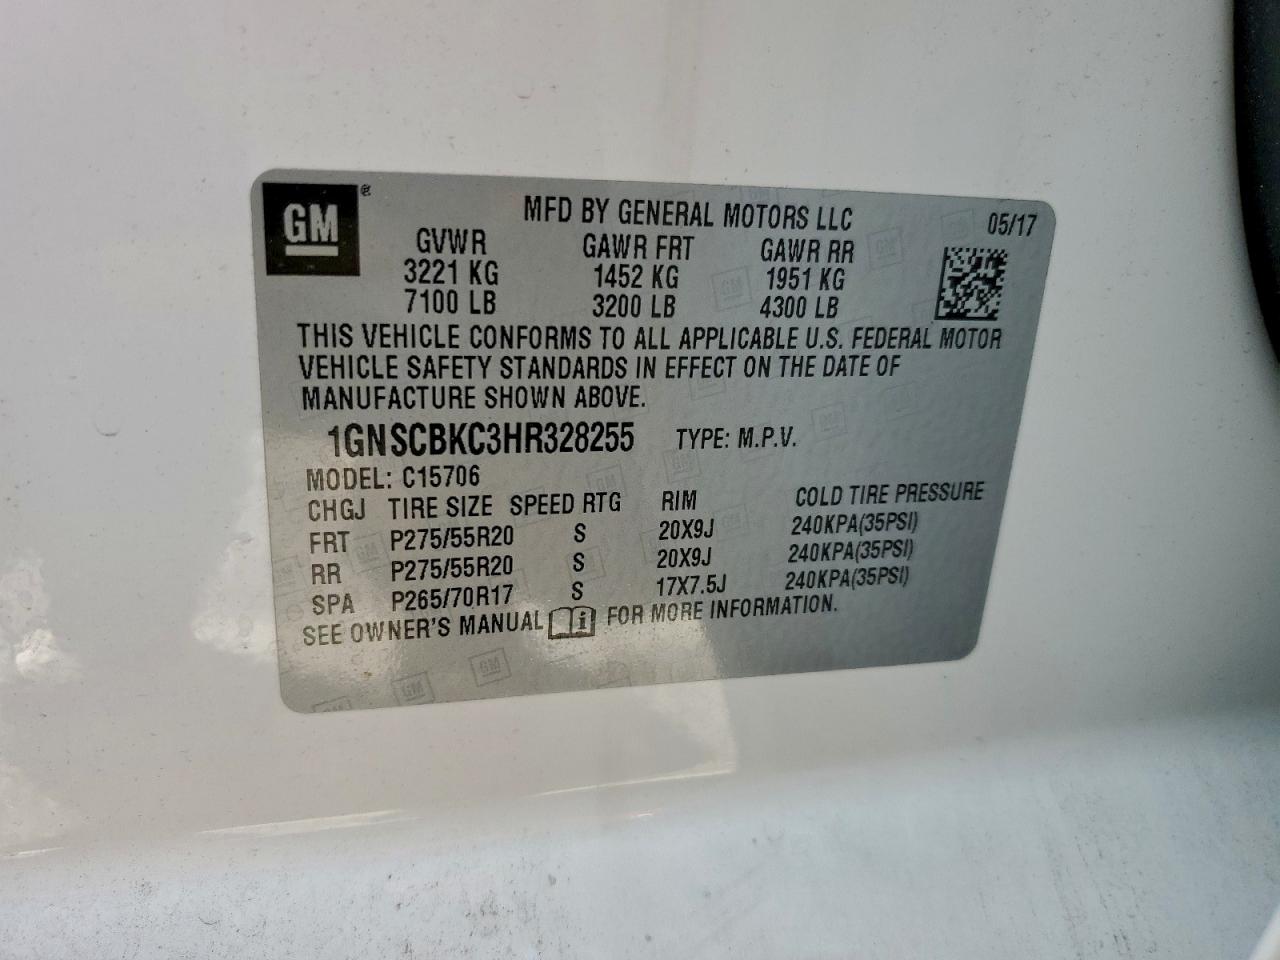 GM®
MFD BY GENERAL MOTORS LLC 05/17
GVWR GAWR FRT GAWR RR
3221 KG 1452 KG 1951 KG
7100 LB 3200 LB 4300 LB
THIS VEHICLE CONFORMS TO ALL APPLICABLE U.S. FEDERAL MOTOR
VEHICLE SAFETY STANDARDS IN EFFECT ON THE DATE OF
MANUFACTURE SHOWN ABOVE.
1GNSCBKC3HR328255 TYPE: M.P.V.
MODEL: C15706
CHGJ TIRE SIZE SPEED RTG RIM COLD TIRE PRESSURE
FRT P275/55R20 S 20X9J 240KPA(35PSI)
RR P275/55R20 S 20X9J 240KPA(35PSI)
SPA P265/70R17 S 17X7.5J 240KPA(35PSI)
SEE OWNER'S MANUAL i FOR MORE INFORMATION.